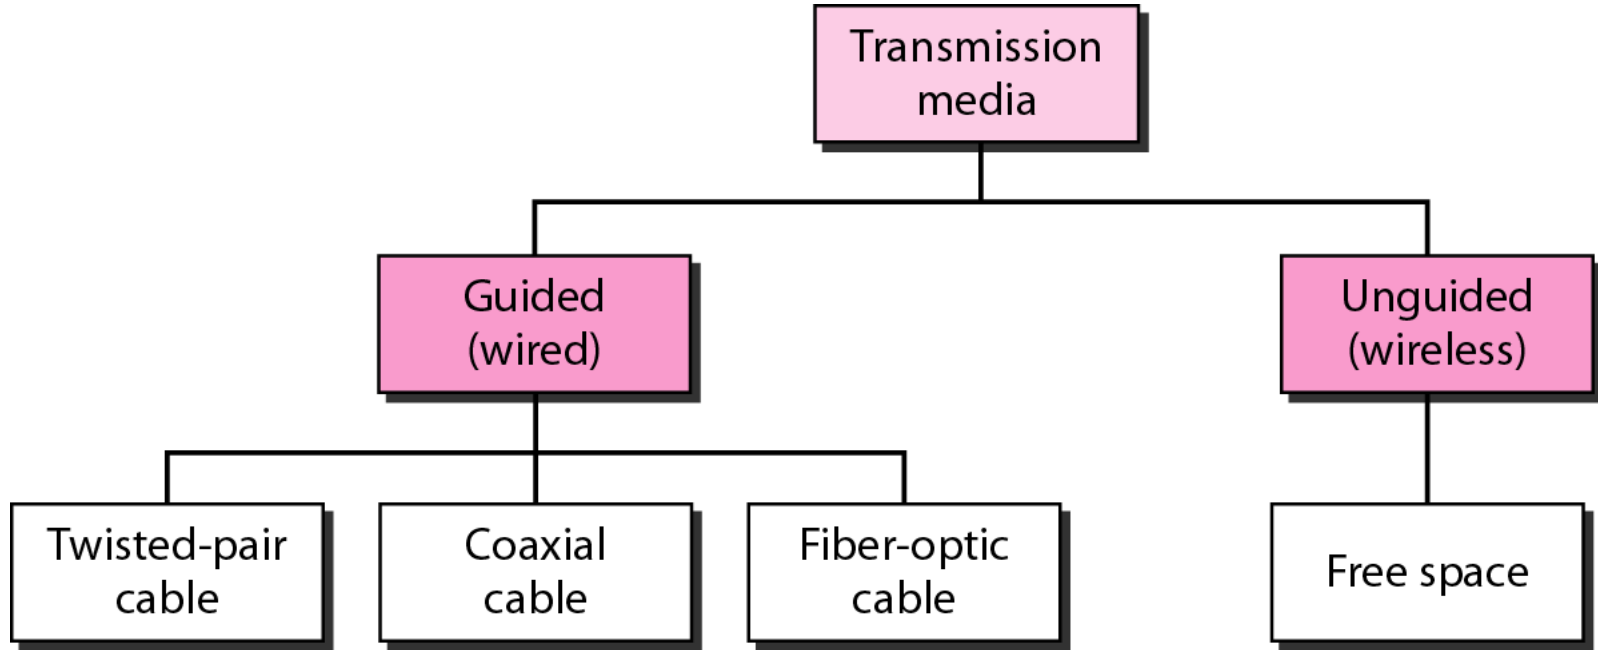 Transmission
media
Guided
(wired)
Unguided
(wireless)
Twisted-pair
cable
Coaxial
cable
Fiber-optic
cable
Free space